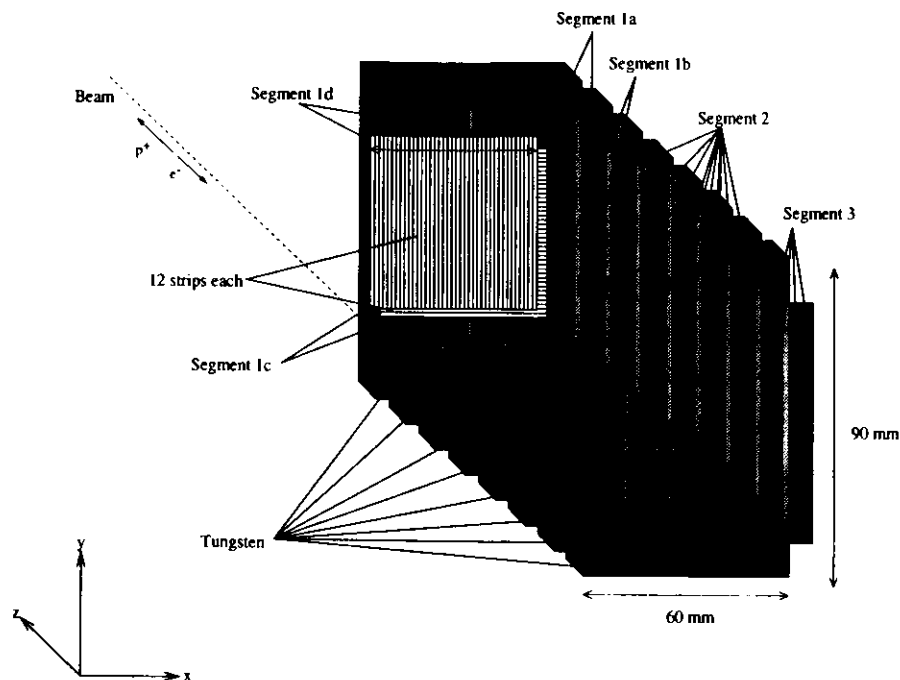 Segment 1a
Segment 1b
Beam
Segment 1d
Segment 2
p+
e-
Segment 3
12 strips each
Segment 1c
90 mm
Tungsten
y
60 mm
z
x